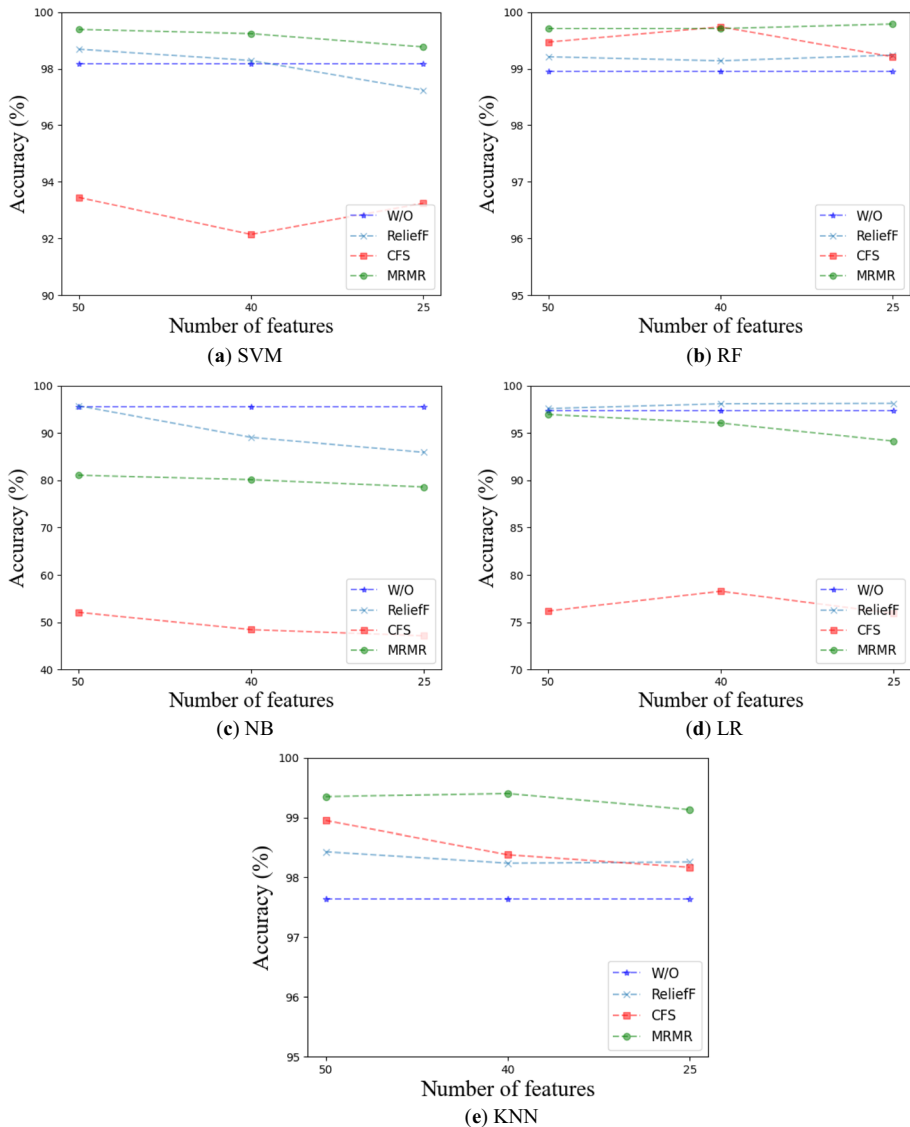 100
98
96
94
92
90
Accuracy (%)
W/O
ReliefF
CFS
MRMR
50
40
25
Number of features
(a) SVM
100
99
98
97
96
95
Accuracy (%)
W/O
ReliefF
CFS
MRMR
50
40
25
Number of features
(b) RF
100
90
80
70
60
50
40
Accuracy (%)
W/O
ReliefF
CFS
MRMR
50
40
25
Number of features
(c) NB
100
95
90
85
80
75
70
Accuracy (%)
W/O
ReliefF
CFS
MRMR
50
40
25
Number of features
(d) LR
100
99
98
97
96
95
Accuracy (%)
W/O
ReliefF
CFS
MRMR
50
40
25
Number of features
(e) KNN